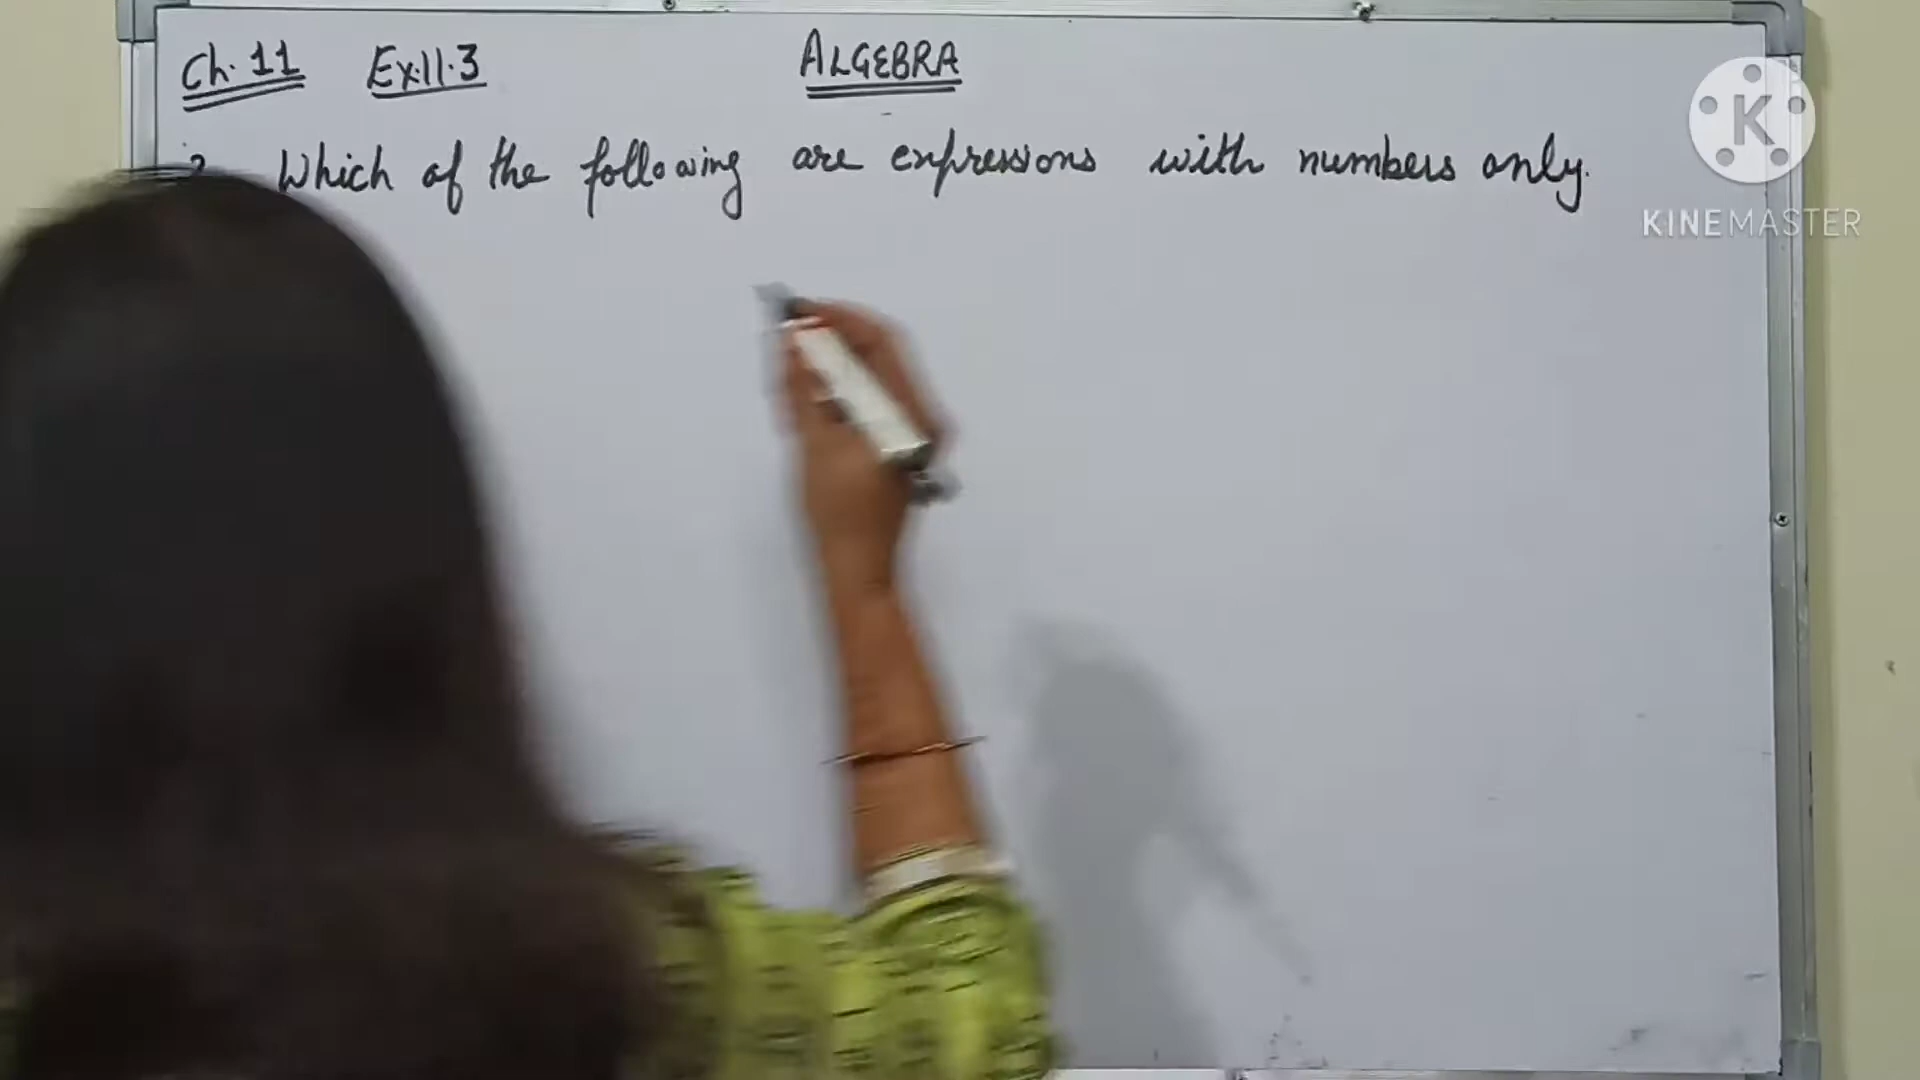 Ch. 11 Ex. 11.3 ALGEBRA
Which of the following are expressions with numbers only.
K
KINEMASTER